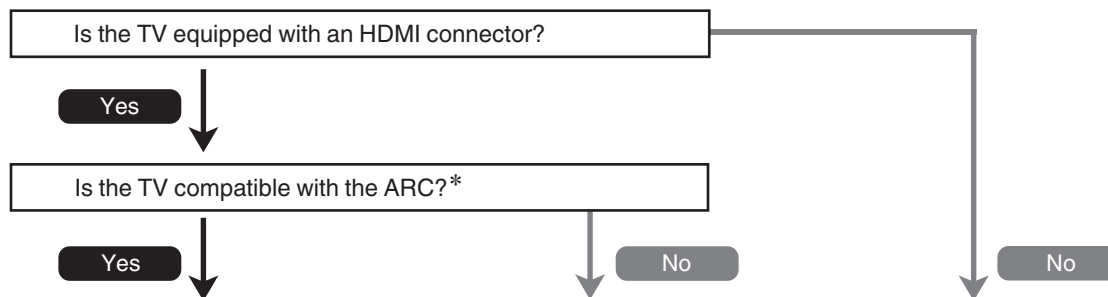 Is the TV equipped with an HDMI connector?
Yes
Is the TV compatible with the ARC?*
Yes
No
No